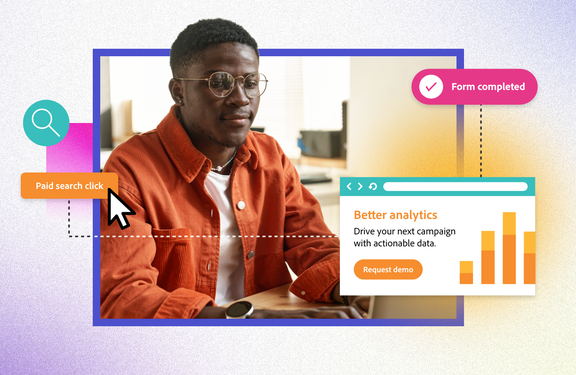 Form completed
Paid search click
Better analytics
Drive your next campaign
with actionable data.
Request demo